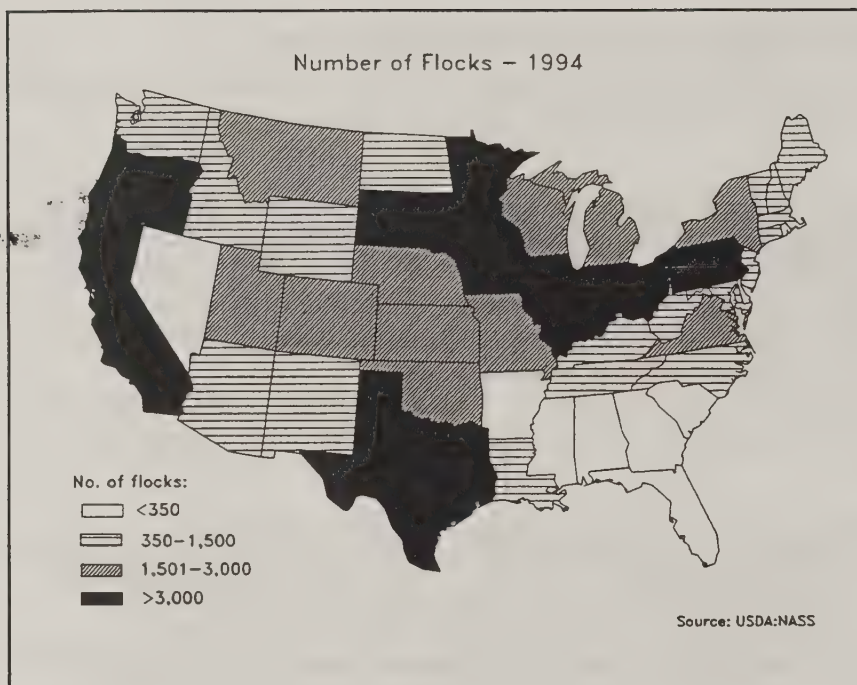 Number of Flocks – 1994
No. of flocks:
<350
350–1,500
1,501–3,000
>3,000
Source: USDA:NASS